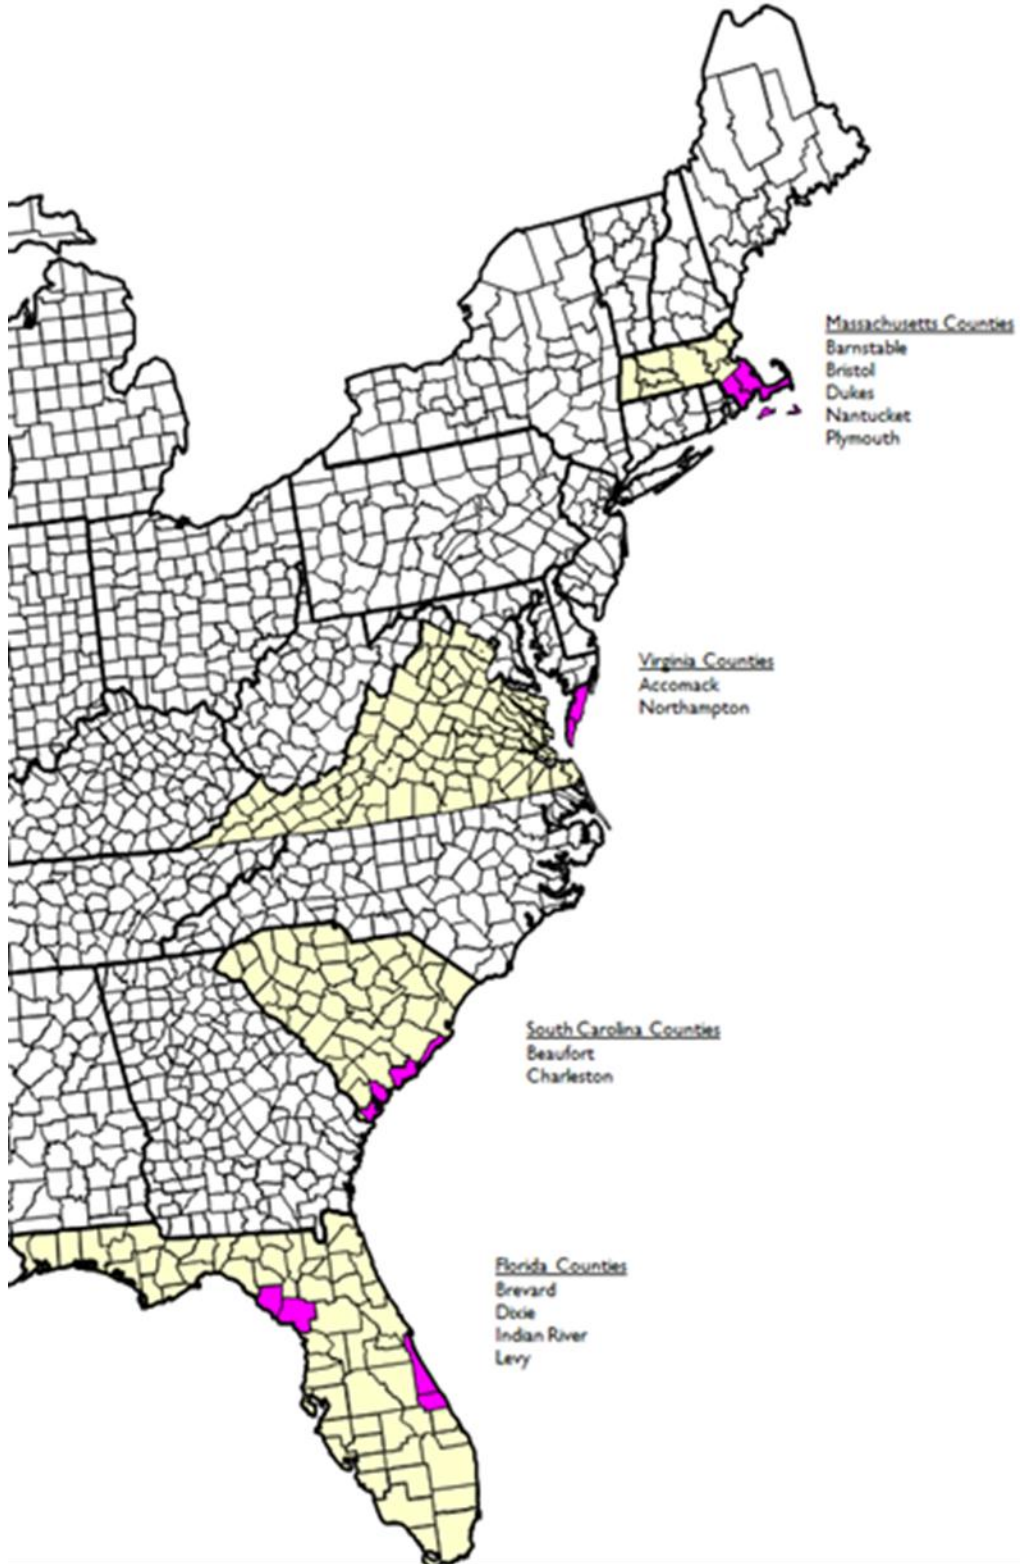 Massachusetts Counties
Barnstable
Bristol
Dukes
Nantucket
Plymouth
Virginia Counties
Accomack
Northampton
South Carolina Counties
Beaufort
Charleston
Florida Counties
Brevard
Dixie
Indian River
Levy